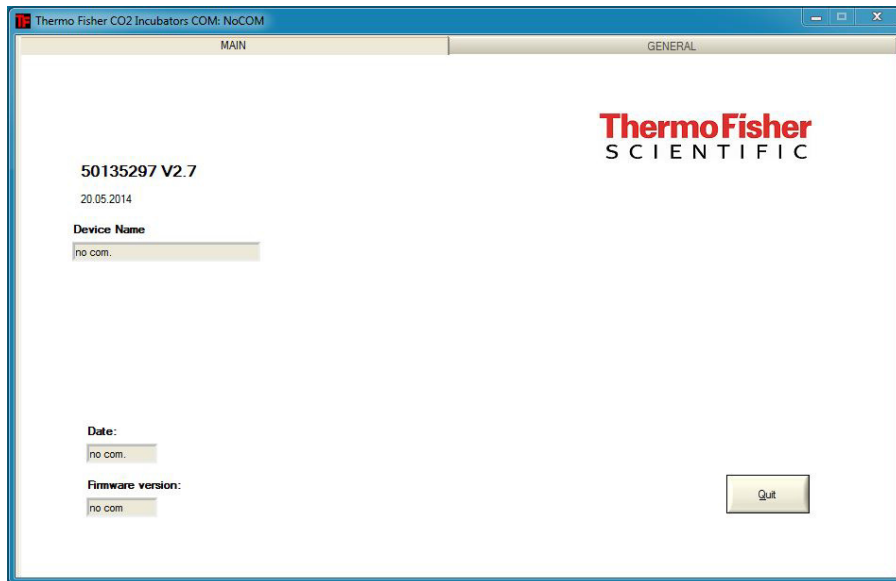 TF Thermo Fisher CO2 Incubators COM: NoCOM
MAIN GENERAL
ThermoFisher
SCIENTIFIC
50135297 V2.7
20.05.2014
Device Name
no com.
Date:
no com.
Firmware version:
no com
Quit